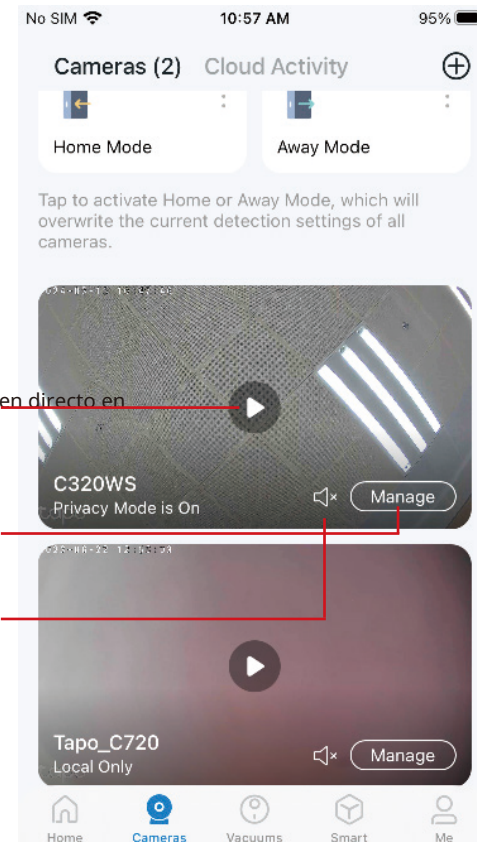 No SIM 10:57 AM 95%
Cameras (2) Cloud Activity
Home Mode Away Mode
Tap to activate Home or Away Mode, which will
overwrite the current detection settings of all
cameras.
en directo en
C320WS
Privacy Mode is On
Manage
Tapo_C720
Local Only
Manage
Home Cameras Vacuums Smart Me